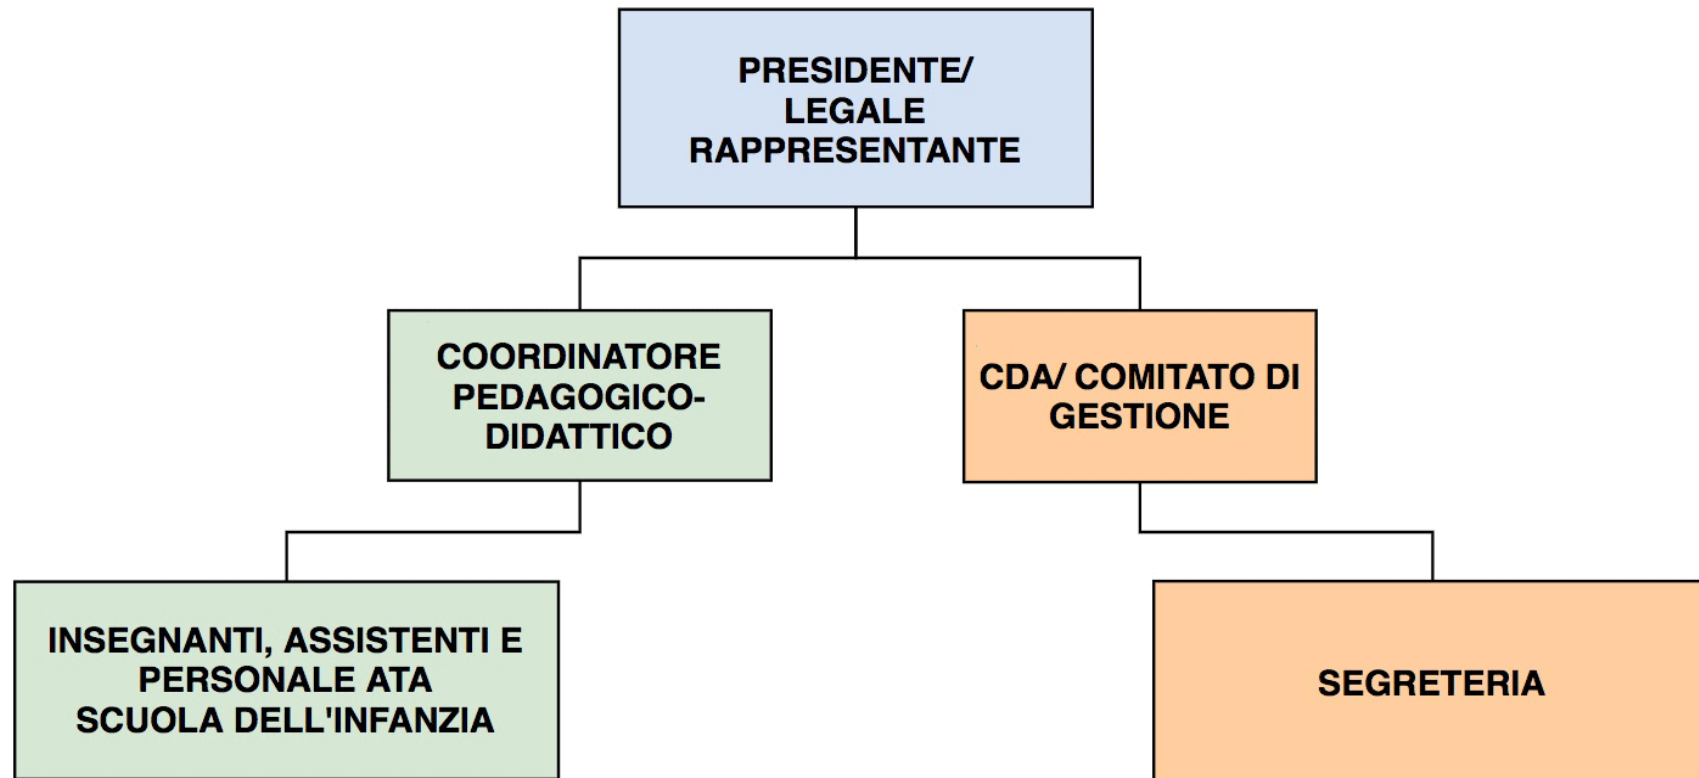 PRESIDENTE/
LEGALE
RAPPRESENTANTE
COORDINATORE
PEDAGOGICO-
DIDATTICO
CDA/ COMITATO DI
GESTIONE
INSEGNANTI, ASSISTENTI E
PERSONALE ATA
SCUOLA DELL'INFANZIA
SEGRETERIA